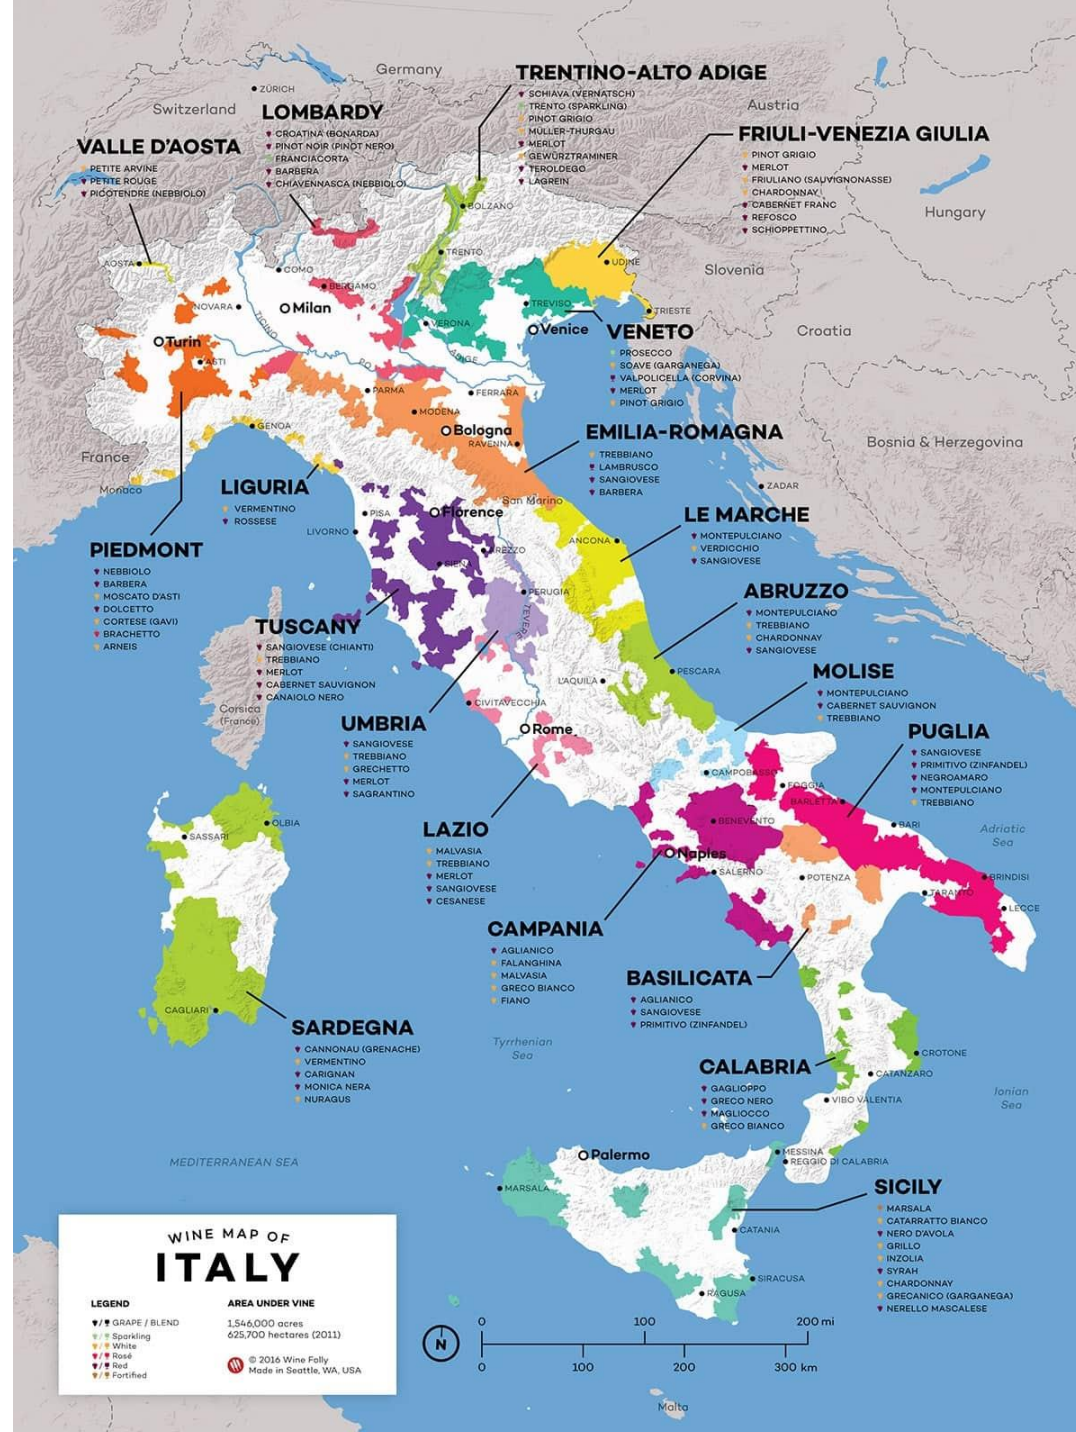 Germany
ZÜRICH
Switzerland
Austria
Hungary
Slovenia
Croatia
Bosnia & Herzegovina
France
Monaco
Corsica
(France)
San Marino
Malta
TRENTINO-ALTO ADIGE
SCHIAVA (VERNATSCH)
TRENTO (SPARKLING)
PINOT GRIGIO
MÜLLER-THURGAU
MERLOT
GEWÜRZTRAMINER
TEROLDEGO
LAGREIN
LOMBARDY
CROATINA (BONARDA)
PINOT NOIR (PINOT NERO)
FRANCIACORTA
BARBERA
CHIAVENNASCA (NEBBIOLO)
VALLE D'AOSTA
PETITE ARVINE
PETITE ROUGE
PICOTENDRE (NEBBIOLO)
FRIULI-VENEZIA GIULIA
PINOT GRIGIO
MERLOT
FRIULIANO (SAUVIGNONASSE)
CHARDONNAY
CABERNET FRANC
REFOSCO
SCHIOPPETTINO
VENETO
PROSECCO
SOAVE (GARGANEGA)
VALPOLICELLA (CORVINA)
MERLOT
PINOT GRIGIO
EMILIA-ROMAGNA
TREBBIANO
LAMBRUSCO
SANGIOVESE
BARBERA
LIGURIA
VERMENTINO
ROSSESE
PIEDMONT
NEBBIOLO
BARBERA
MOSCATO D'ASTI
DOLCETTO
CORTESE (GAVI)
BRACHETTO
ARNEIS
LE MARCHE
MONTEPULCIANO
VERDICCHIO
SANGIOVESE
ABRUZZO
MONTEPULCIANO
TREBBIANO
CHARDONNAY
SANGIOVESE
TUSCANY
SANGIOVESE (CHIANTI)
TREBBIANO
MERLOT
CABERNET SAUVIGNON
CANAIOLO NERO
MOLISE
MONTEPULCIANO
CABERNET SAUVIGNON
TREBBIANO
UMBRIA
SANGIOVESE
TREBBIANO
GRECHETTO
MERLOT
SAGRANTINO
PUGLIA
SANGIOVESE
PRIMITIVO (ZINFANDEL)
NEGROAMARO
MONTEPULCIANO
TREBBIANO
LAZIO
MALVASIA
TREBBIANO
MERLOT
SANGIOVESE
CESANESE
CAMPANIA
AGLIANICO
FALANGHINA
MALVASIA
GRECO BIANCO
FIANO
BASILICATA
AGLIANICO
SANGIOVESE
PRIMITIVO (ZINFANDEL)
SARDEGNA
CANNONAU (GRENACHE)
VERMENTINO
CARIGNAN
MONICA NERA
NURAGUS
CALABRIA
GAGLIOPPO
GRECO NERO
MAGLIOCCO
GRECO BIANCO
SICILY
MARSALA
CATARRATTO BIANCO
NERO D'AVOLA
GRILLO
INZOLIA
SYRAH
CHARDONNAY
GRECANICO (GARGANEGA)
NERELLO MASCALESE
BOLZANO
TRENTO
AOSTA
COMO
BERGAMO
NOVARA
Milan
TICINO
Turin
ASTI
PO
VERONA
ADIGE
TREVISO
Venice
UDINE
TRIESTE
PARMA
FERRARA
MODENA
Bologna
RAVENNA
GENOA
PISA
Florence
LIVORNO
AREZZO
SIENA
PERUGIA
TEVERE
ANCONA
ZADAR
L'AQUILA
PESCARA
CIVITAVECCHIA
Rome
CAMPOBASSO
FOGGIA
BARLETTA
BARI
BENEVENTO
Naples
SALERNO
POTENZA
TARANTO
BRINDISI
LECCE
OLBIA
SASSARI
CAGLIARI
CROTONE
CATANZARO
VIBO VALENTIA
MESSINA
REGGIO DI CALABRIA
Palermo
MARSALA
CATANIA
SIRACUSA
RAGUSA
Adriatic
Sea
Tyrrhenian
Sea
Ionian
Sea
MEDITERRANEAN SEA
WINE MAP OF
ITALY
LEGEND
GRAPE / BLEND
Sparkling
White
Rosé
Red
Fortified
AREA UNDER VINE
1,546,000 acres
625,700 hectares (2011)
© 2016 Wine Folly
Made in Seattle, WA, USA
N
0 100 200 mi
0 100 200 300 km